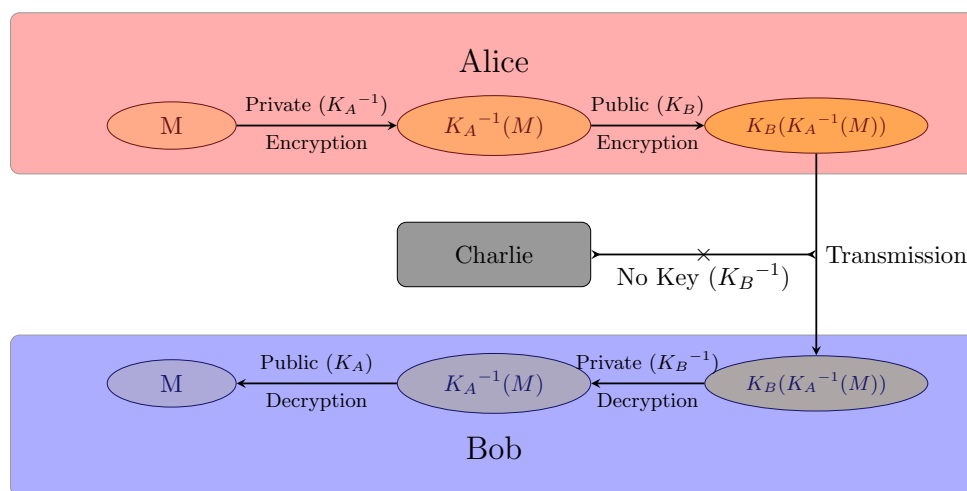 Alice
Private (K_A⁻¹)
Public (K_B)
M
K_A⁻¹(M)
K_B(K_A⁻¹(M))
Encryption
Encryption
Charlie
Transmission
No Key (K_B⁻¹)
Public (K_A)
Private (K_B⁻¹)
M
K_A⁻¹(M)
K_B(K_A⁻¹(M))
Decryption
Decryption
Bob